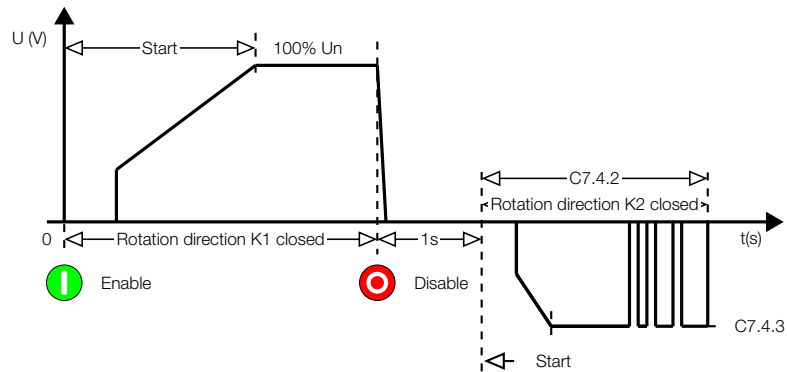 U (V)
Start
100% Un
C7.4.2
Rotation direction K2 closed
0
Rotation direction K1 closed
1s
t(s)
Enable
Disable
C7.4.3
Start